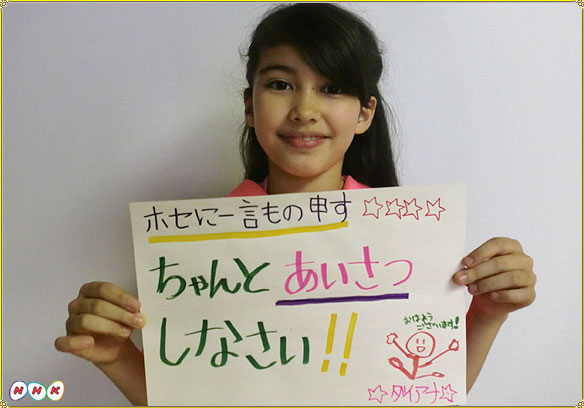 ホセに一言もの申す ☆☆☆☆
ちゃんと あいさつ
しなさい!!
おはよう
ございます!
☆ダイアナ☆
NHK